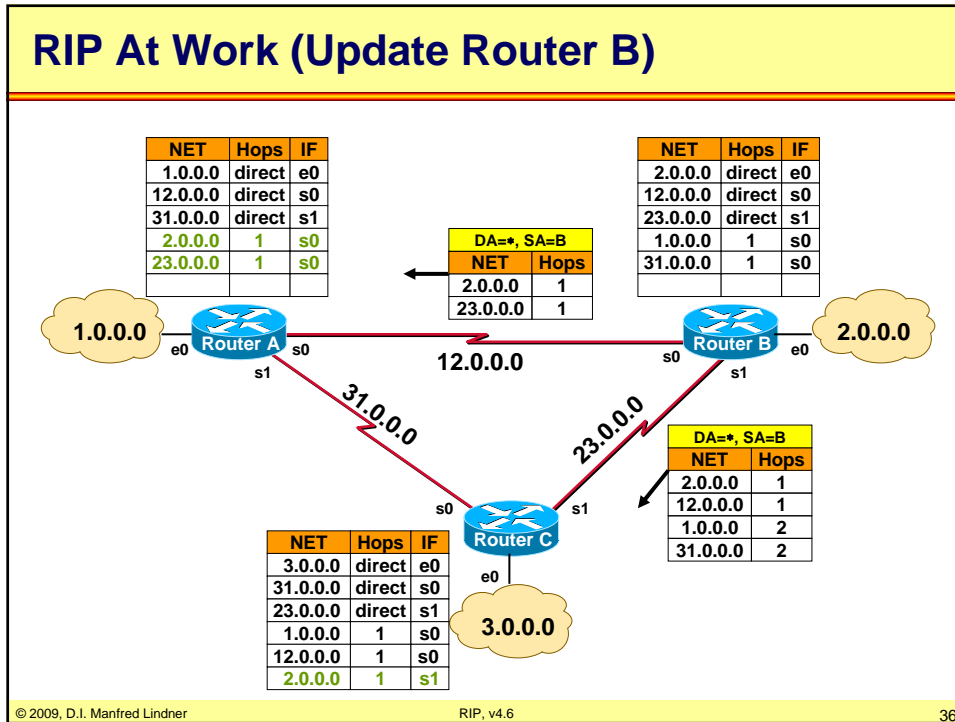 RIP At Work (Update Router B)
NET Hops IF
1.0.0.0 direct e0
12.0.0.0 direct s0
31.0.0.0 direct s1
2.0.0.0 1 s0
23.0.0.0 1 s0
NET Hops IF
2.0.0.0 direct e0
12.0.0.0 direct s0
23.0.0.0 direct s1
1.0.0.0 1 s0
31.0.0.0 1 s0
DA=*, SA=B
NET Hops
2.0.0.0 1
23.0.0.0 1
1.0.0.0
e0
Router A
s0
s1
12.0.0.0
s0
Router B
e0
s1
2.0.0.0
31.0.0.0
23.0.0.0
DA=*, SA=B
NET Hops
2.0.0.0 1
12.0.0.0 1
1.0.0.0 2
31.0.0.0 2
s0
s1
Router C
e0
3.0.0.0
NET Hops IF
3.0.0.0 direct e0
31.0.0.0 direct s0
23.0.0.0 direct s1
1.0.0.0 1 s0
12.0.0.0 1 s0
2.0.0.0 1 s1
© 2009, D.I. Manfred Lindner RIP, v4.6 36